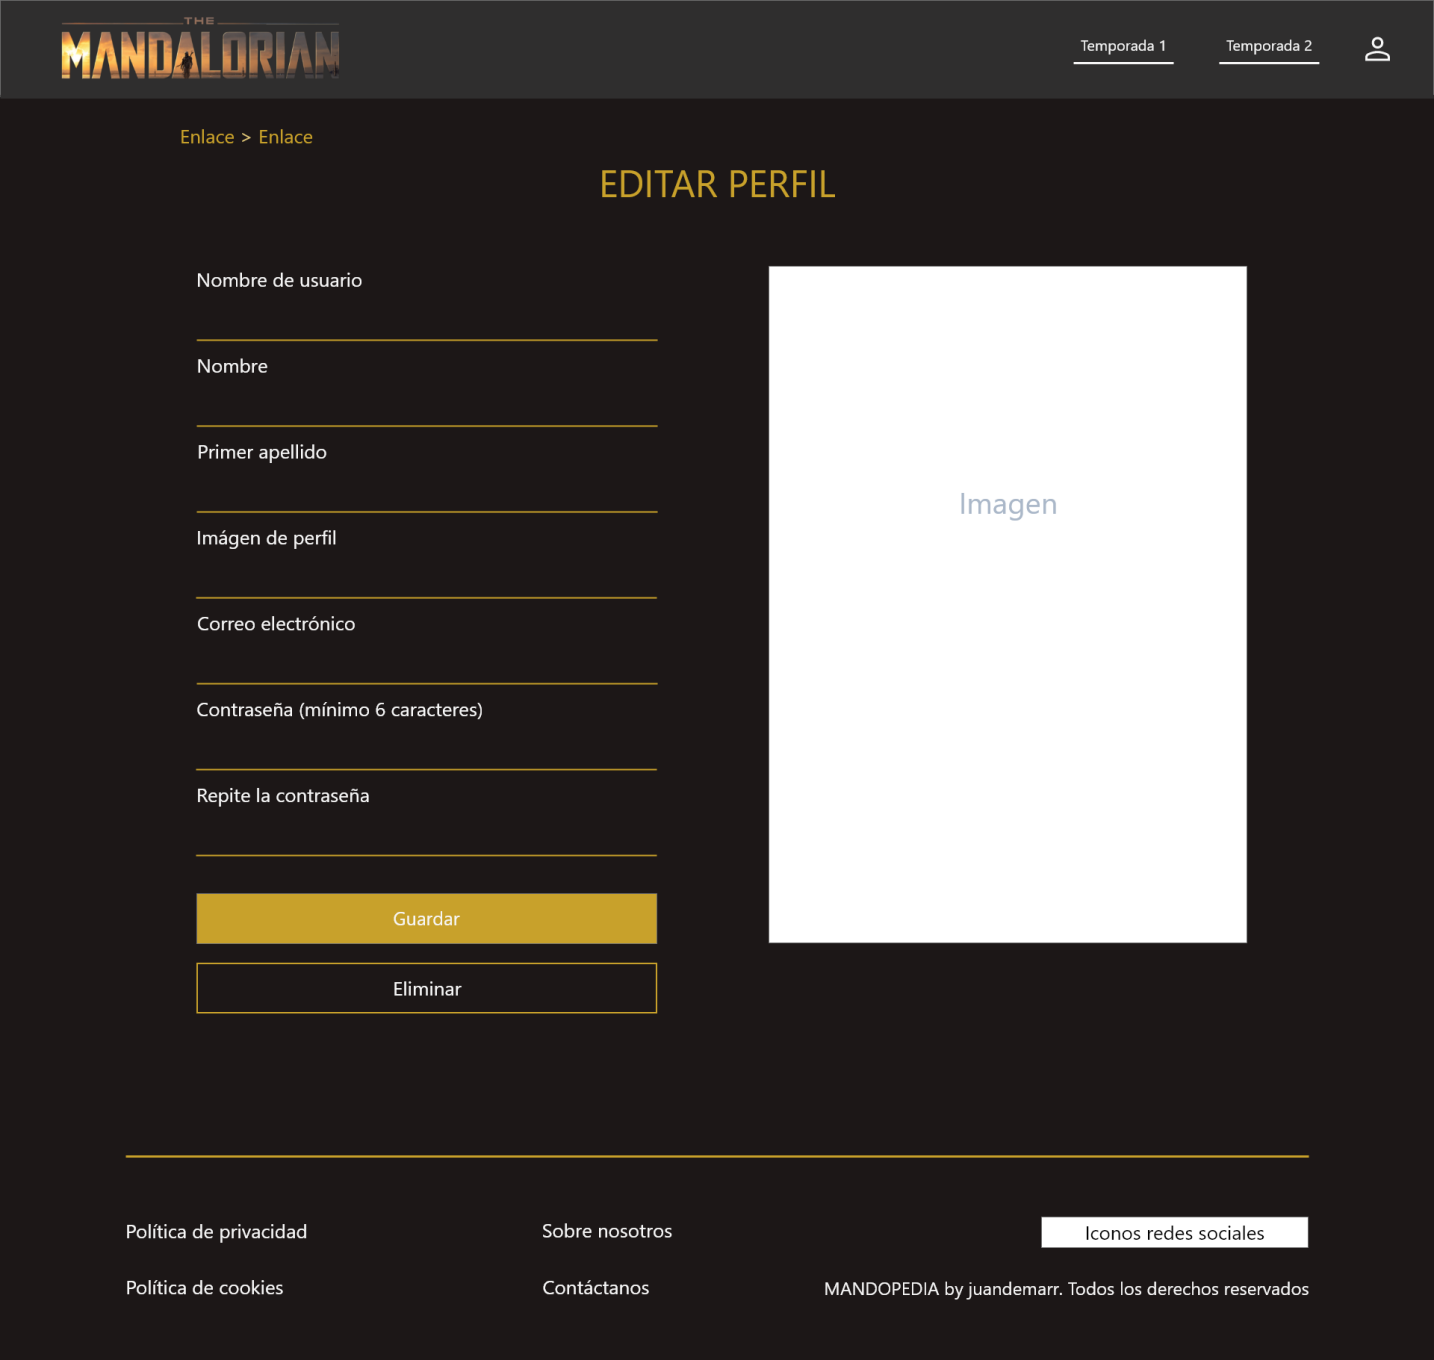 THE
MANDALORIAN
Temporada 1
Temporada 2
Enlace > Enlace
EDITAR PERFIL
Nombre de usuario
Nombre
Primer apellido
Imágen de perfil
Correo electrónico
Contraseña (mínimo 6 caracteres)
Repite la contraseña
Guardar
Eliminar
Imagen
Política de privacidad
Sobre nosotros
Iconos redes sociales
Política de cookies
Contáctanos
MANDOPEDIA by juandemarr. Todos los derechos reservados